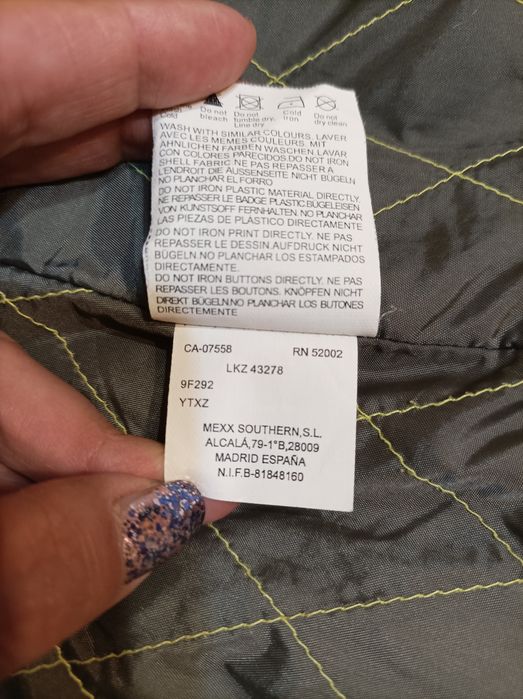 Cold
Do not
bleach
Do not
tumble dry.
Line dry
Cold
iron
Do not
dry clean
WASH WITH SIMILAR COLOURS. LAVER
AVEC LES MEMES COULEURS. MIT
ÄHNLICHEN FARBEN WASCHEN.LAVAR
CON COLORES PARECIDOS.DO NOT IRON
SHELL FABRIC NE PAS REPASSER A
L'ENDROIT DIE AUSSENSEITE NICHT BÜGELN
NO PLANCHAR EL FORRO
DO NOT IRON PLASTIC MATERIAL DIRECTLY.
NE REPASSER LE BADGE PLASTIC.BÜGELEISEN
VON KUNSTSOFF FERNHALTEN. NO PLANCHAR
LAS PIEZAS DE PLASTICO DIRECTAMENTE
DO NOT IRON PRINT DIRECTLY. NE PAS
REPASSER LE DESSIN.AUFDRUCK NICHT
BÜGELN.NO PLANCHAR LOS ESTAMPADOS
DIRECTAMENTE.
DO NOT IRON BUTTONS DIRECTLY. NE PAS
REPASSER LES BOUTONS. KNÖPFEN NICHT
DIREKT BÜGELN.NO PLANCHAR LOS BUTONES
DIRECTEMENTE
CA-07558 RN 52002
LKZ 43278
9F292
YTXZ
MEXX SOUTHERN,S.L.
ALCALÁ,79-1°B,28009
MADRID ESPAÑA
N.I.F.B-81848160